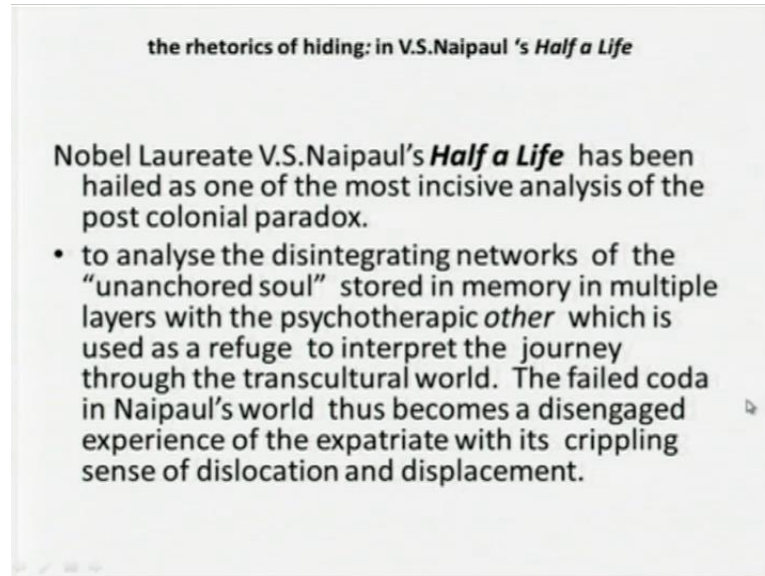 the rhetorics of hiding: in V.S.Naipaul 's Half a Life
Nobel Laureate V.S.Naipaul's Half a Life has been
hailed as one of the most incisive analysis of the
post colonial paradox.
• to analyse the disintegrating networks of the
“unanchored soul” stored in memory in multiple
layers with the psychotherapic other which is
used as a refuge to interpret the journey
through the transcultural world. The failed coda
in Naipaul's world thus becomes a disengaged
experience of the expatriate with its crippling
sense of dislocation and displacement.